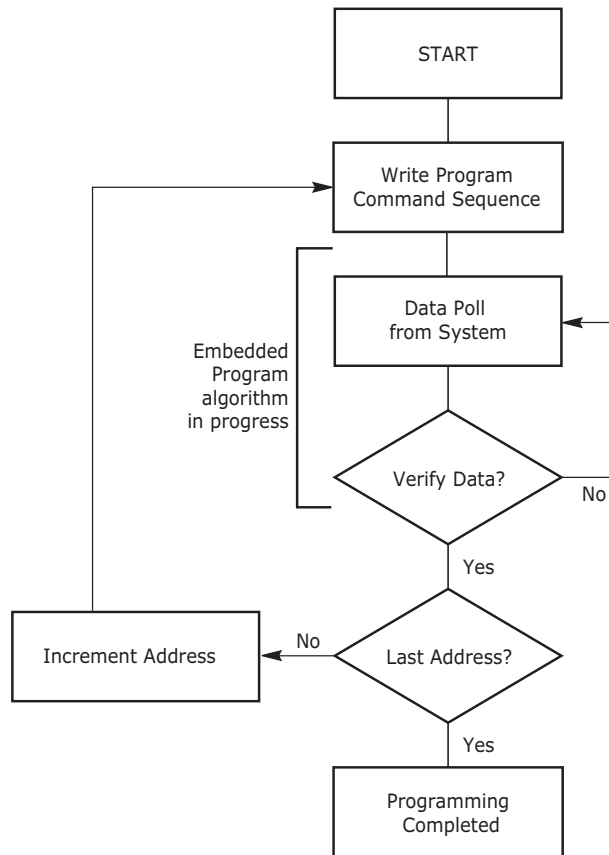 START
Write Program
Command Sequence
Data Poll
from System
Embedded
Program
algorithm
in progress
Verify Data?
No
Yes
Increment Address
No
Last Address?
Yes
Programming
Completed